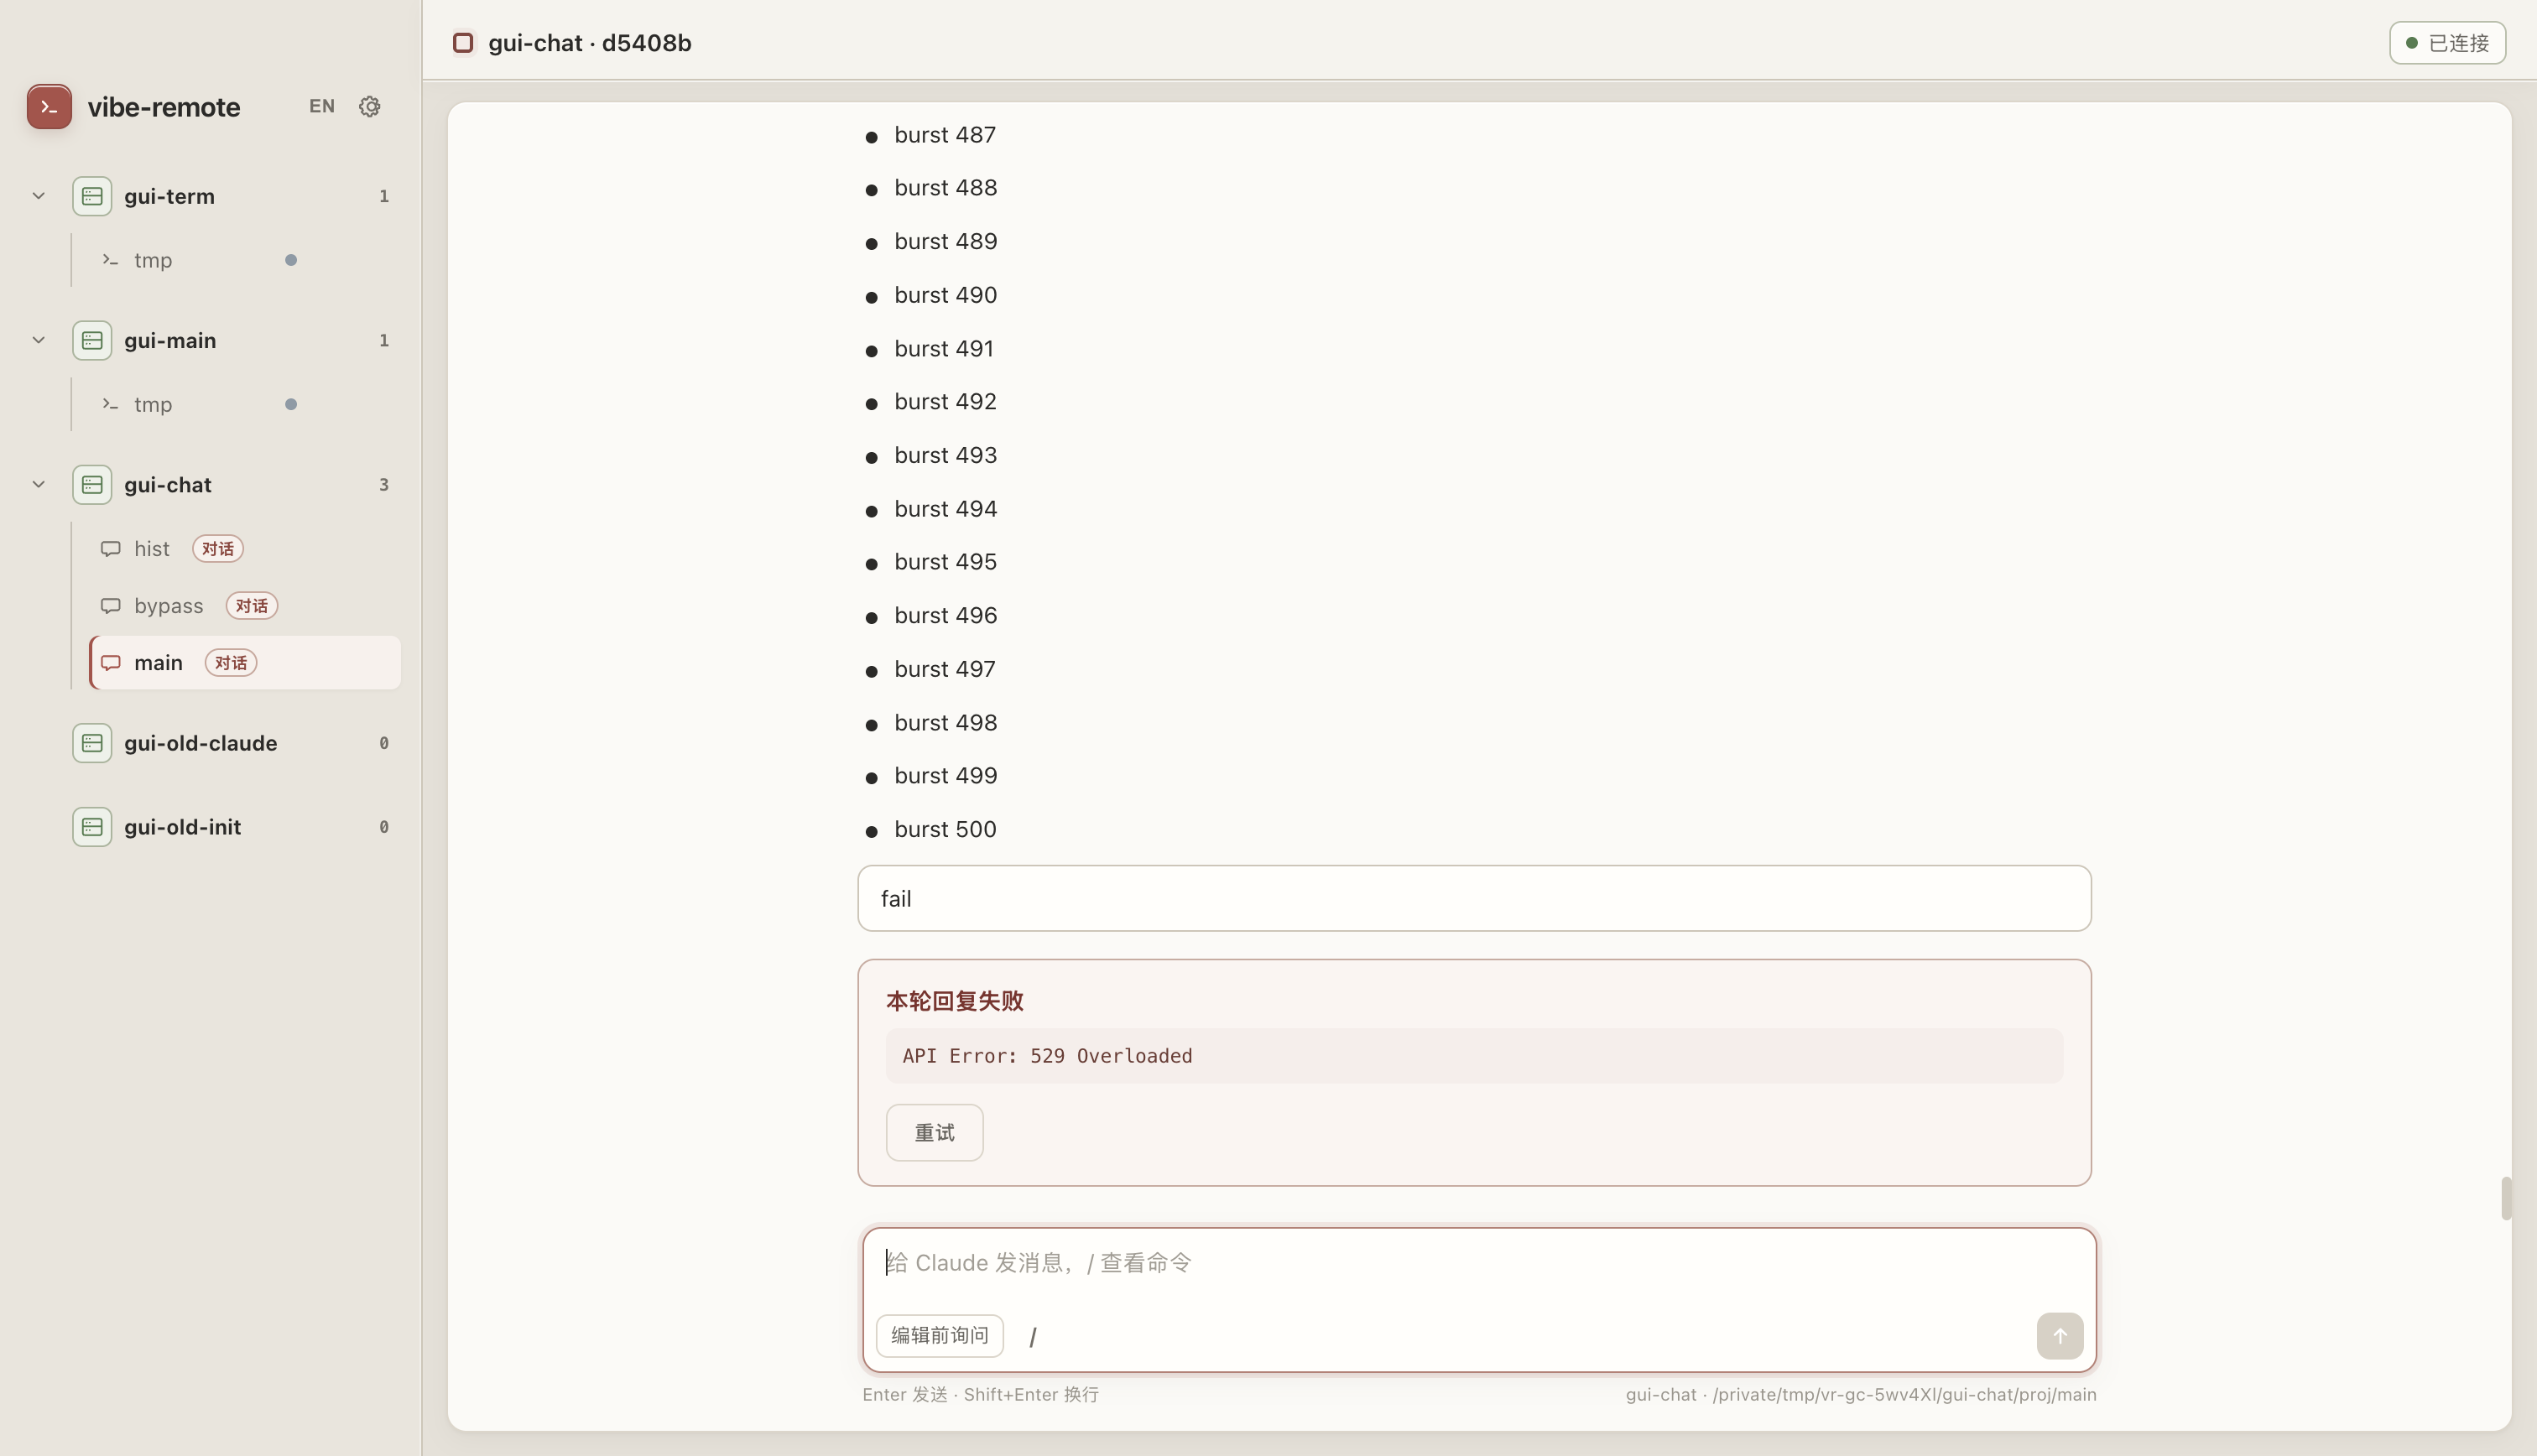 vibe-remote
EN
gui-term
1
tmp
gui-main
1
tmp
gui-chat
3
hist
对话
bypass
对话
main
对话
gui-old-claude
0
gui-old-init
0
gui-chat · d5408b
已连接
burst 487
burst 488
burst 489
burst 490
burst 491
burst 492
burst 493
burst 494
burst 495
burst 496
burst 497
burst 498
burst 499
burst 500
fail
本轮回复失败
API Error: 529 Overloaded
重试
给 Claude 发消息，/ 查看命令
编辑前询问
/
Enter 发送 · Shift+Enter 换行
gui-chat · /private/tmp/vr-gc-5wv4Xl/gui-chat/proj/main